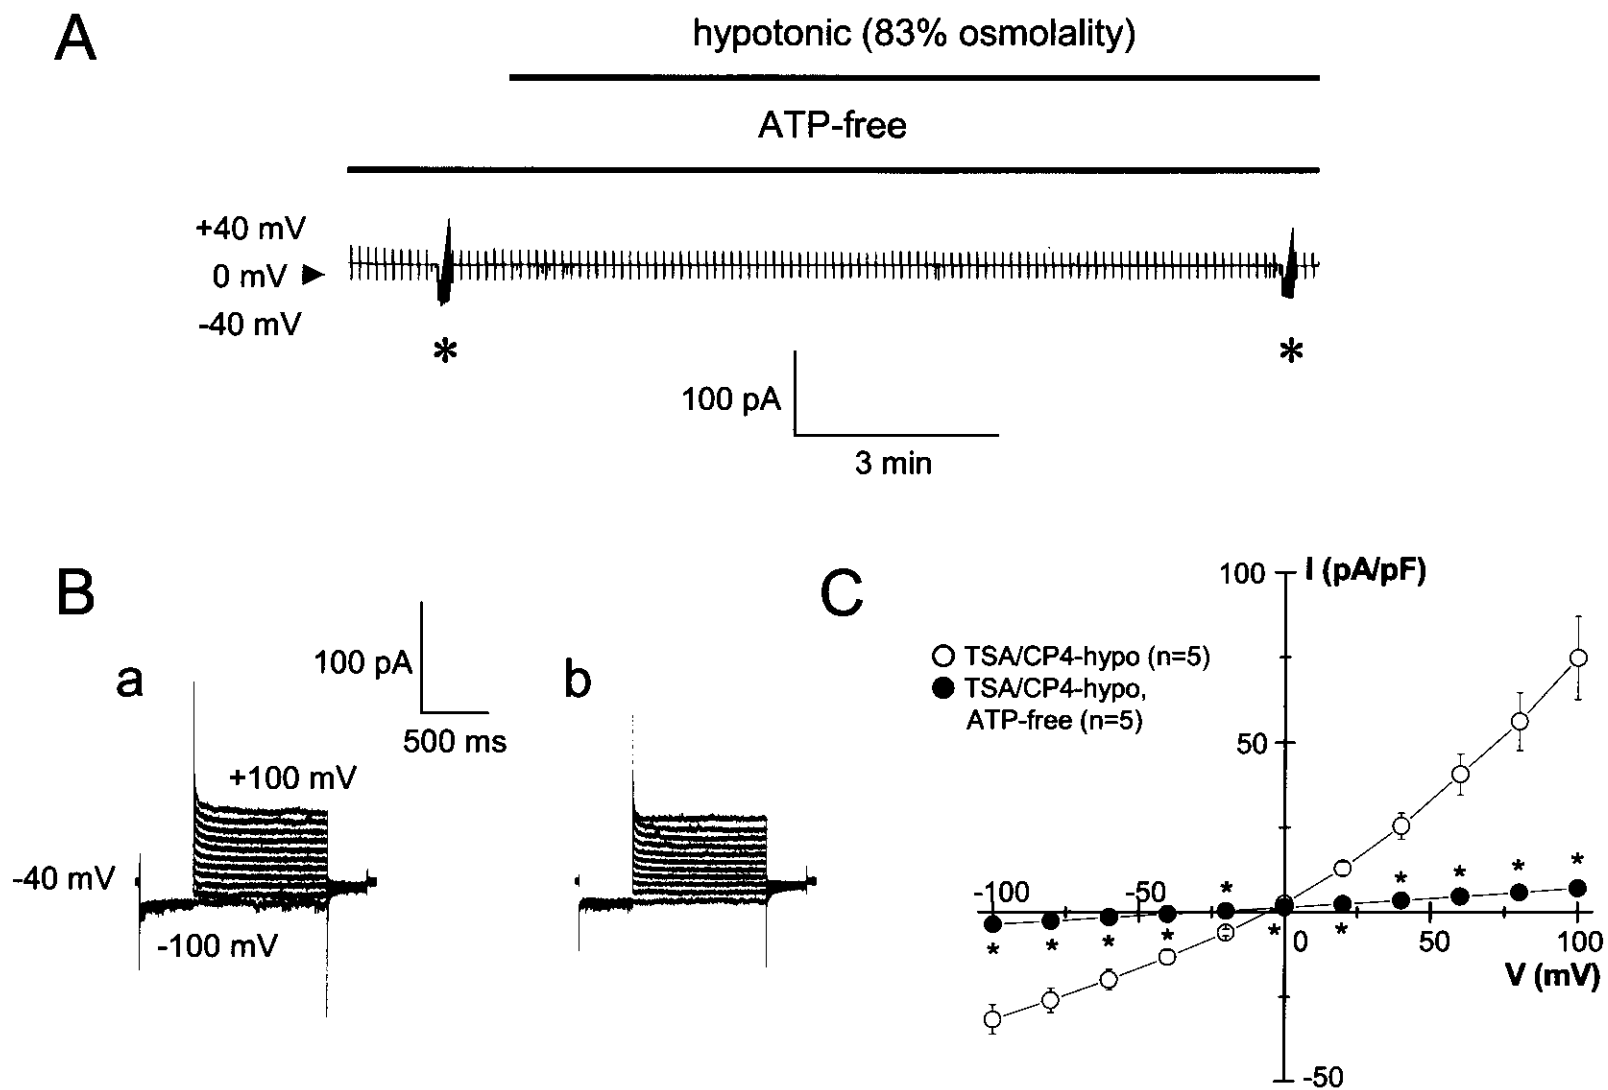 A
hypotonic (83% osmolality)
ATP-free
+40 mV
0 mV
-40 mV
*
*
100 pA
3 min
B
a
100 pA
500 ms
b
+100 mV
-40 mV
-100 mV
C
100
I (pA/pF)
TSA/CP4-hypo (n=5)
TSA/CP4-hypo,
ATP-free (n=5)
50
* * * * *
-100
-50
* * * * * *
0
50
100
V (mV)
-50